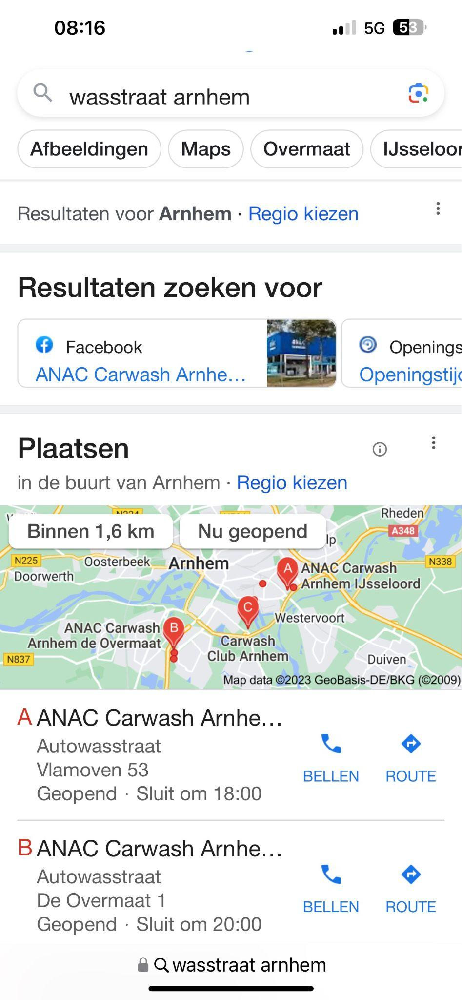 08:16
5G 53
wasstraat arnhem
Afbeeldingen
Maps
Overmaat
IJsseloor
Resultaten voor Arnhem · Regio kiezen
Resultaten zoeken voor
Facebook
ANAC Carwash Arnhe...
Openings
Openingstij
Plaatsen
in de buurt van Arnhem · Regio kiezen
Binnen 1,6 km
Nu geopend
Rheden
A348
lp
N225
Oosterbeek
Arnhem
N338
Doorwerth
A
ANAC Carwash
Arnhem IJsseloord
C
Westervoort
ANAC Carwash
Arnhem de Overmaat
B
Carwash
Club Arnhem
N837
Duiven
Map data ©2023 GeoBasis-DE/BKG (©2009)
A ANAC Carwash Arnhe...
Autowasstraat
Vlamoven 53
Geopend · Sluit om 18:00
BELLEN
ROUTE
B ANAC Carwash Arnhe...
Autowasstraat
De Overmaat 1
Geopend · Sluit om 20:00
BELLEN
ROUTE
wasstraat arnhem